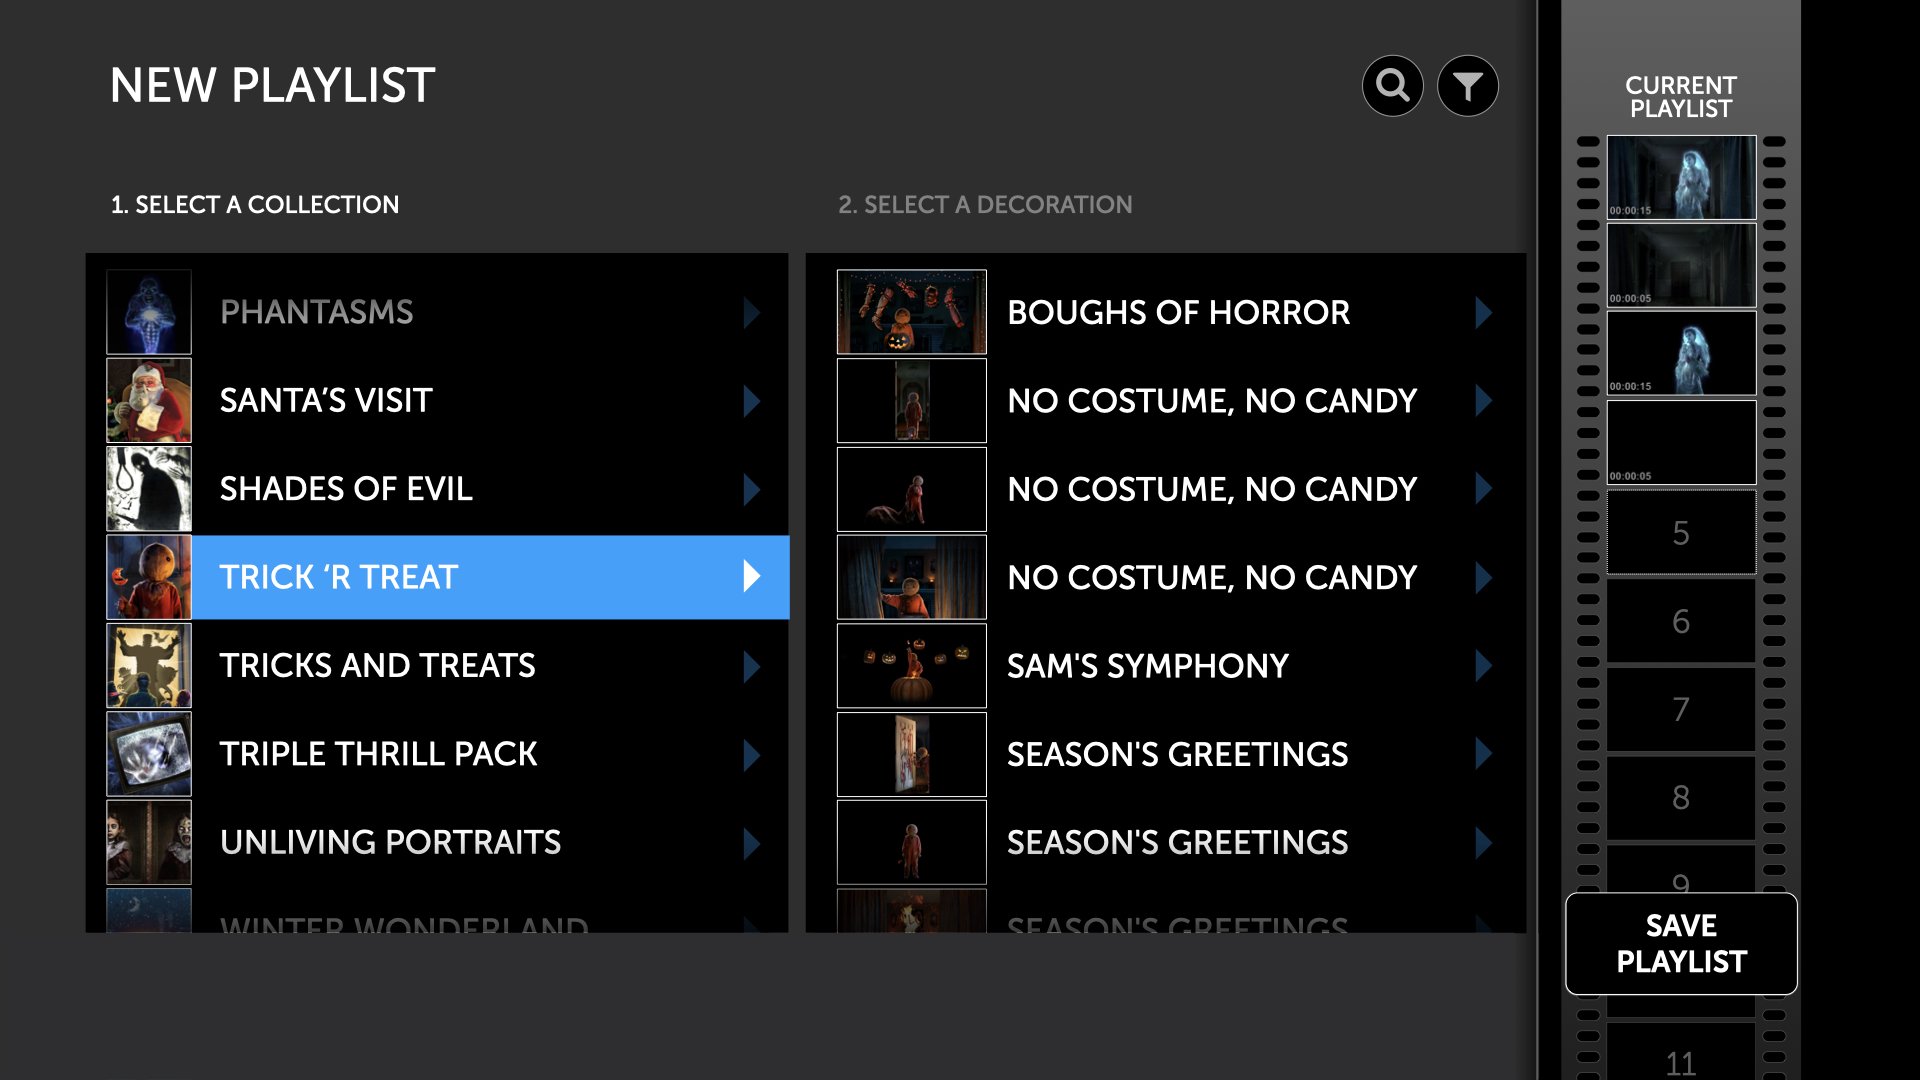 NEW PLAYLIST
1. SELECT A COLLECTION
PHANTASMS
SANTA’S VISIT
SHADES OF EVIL
TRICK ‘R TREAT
TRICKS AND TREATS
TRIPLE THRILL PACK
UNLIVING PORTRAITS
WINTER WONDERLAND
2. SELECT A DECORATION
BOUGHS OF HORROR
NO COSTUME, NO CANDY
NO COSTUME, NO CANDY
NO COSTUME, NO CANDY
SAM'S SYMPHONY
SEASON'S GREETINGS
SEASON'S GREETINGS
SEASON'S GREETINGS
CURRENT
PLAYLIST
00:00:15
00:00:05
00:00:15
00:00:05
5
6
7
8
9
SAVE
PLAYLIST
11